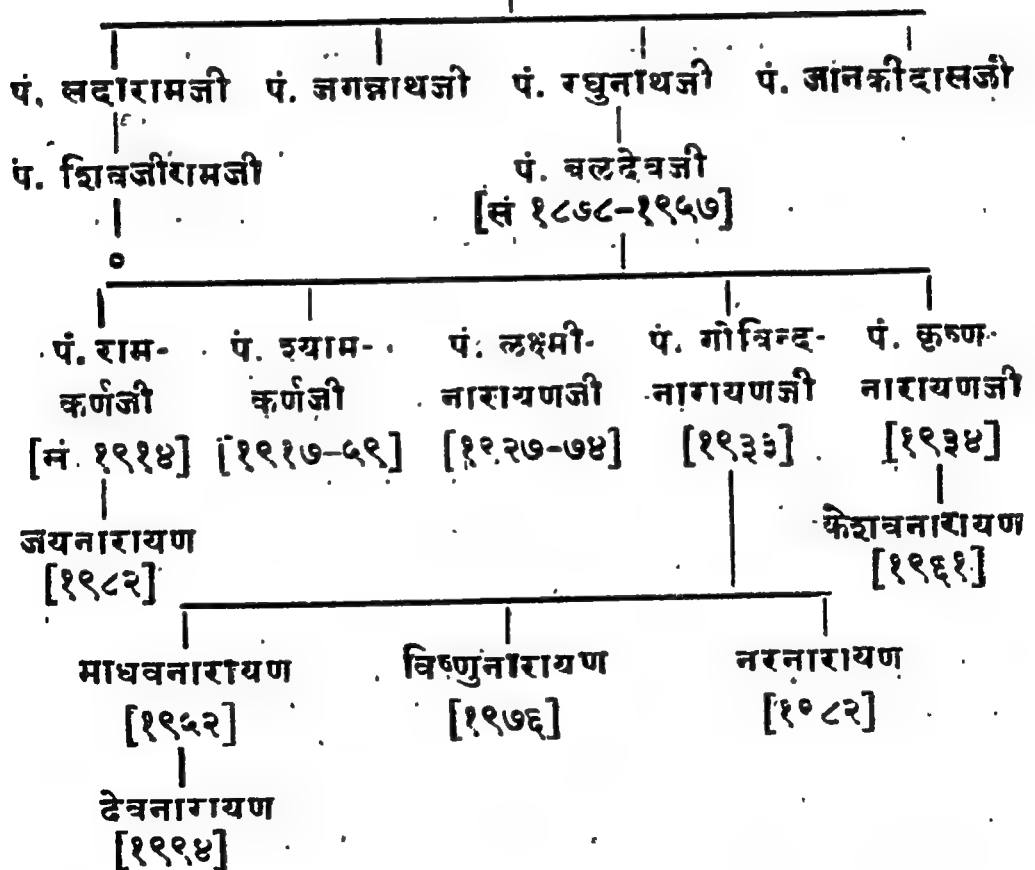 पं. लदारामजी पं. जगन्नाथजी पं. रघुनाथजी पं. जानकीदासजी
पं. शिवजीरामजी पं. बलदेवजी
[सं १८७८-१९५७]
पं. राम- पं. श्याम- पं. लक्ष्मी- पं. गोविन्द- पं. कृष्ण-
कर्णजी कर्णजी नारायणजी नारायणजी नारायणजी
[सं. १९१४] [१९१७-५९] [१९२७-७४] [१९३३] [१९३४]
जयनारायण केशवनारायण
[१९८२] [१९६१]
माधवनारायण विष्णुनारायण नरनारायण
[१९५२] [१९७६] [१९८२]
देवनारायण
[१९९४]